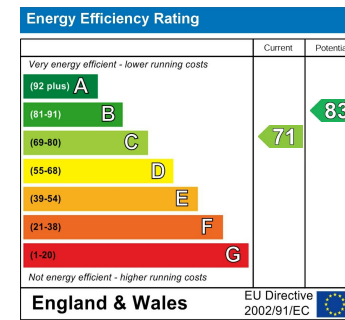 Energy Efficiency Rating
Current Potentia
Very energy efficient - lower running costs
(92 plus) A
(81-91) B 83
(69-80) C 71
(55-68) D
(39-54) E
(21-38) F
(1-20) G
Not energy efficient - higher running costs
England & Wales
EU Directive
2002/91/EC